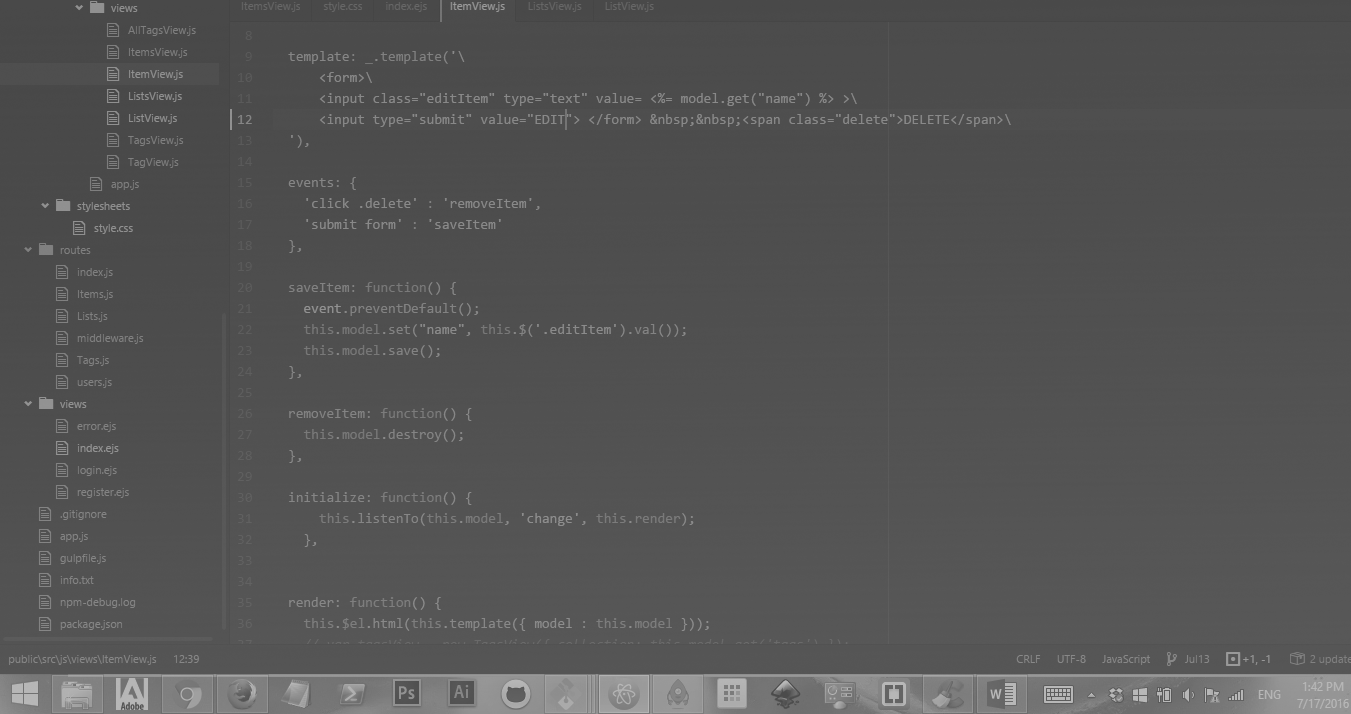 views
AllTagsView.js
ItemsView.js
ItemView.js
ListsView.js
ListView.js
TagsView.js
TagView.js
app.js
stylesheets
style.css
routes
index.js
Items.js
Lists.js
middleware.js
Tags.js
users.js
views
error.ejs
index.ejs
login.ejs
register.ejs
.gitignore
app.js
gulpfile.js
info.txt
npm-debug.log
package.json
ItemsView.js style.css index.ejs ItemView.js ListsView.js ListView.js
8
9 template: _.template('\
10 <form>\
11 <input class="editItem" type="text" value= <%= model.get("name") %> >\
12 <input type="submit" value="EDIT"> </form> &nbsp;&nbsp;<span class="delete">DELETE</span>\
13 '),
14
15 events: {
16 'click .delete' : 'removeItem',
17 'submit form' : 'saveItem'
18 },
19
20 saveItem: function() {
21 event.preventDefault();
22 this.model.set("name", this.$('.editItem').val());
23 this.model.save();
24 },
25
26 removeItem: function() {
27 this.model.destroy();
28 },
29
30 initialize: function() {
31 this.listenTo(this.model, 'change', this.render);
32 },
33
34
35 render: function() {
36 this.$el.html(this.template({ model : this.model }));
public\src\js\views\ItemView.js 12:39 CRLF UTF-8 JavaScript Jul13 +1, -1 2 update
Adobe Ps Ai W ENG 1:42 PM
7/17/2016